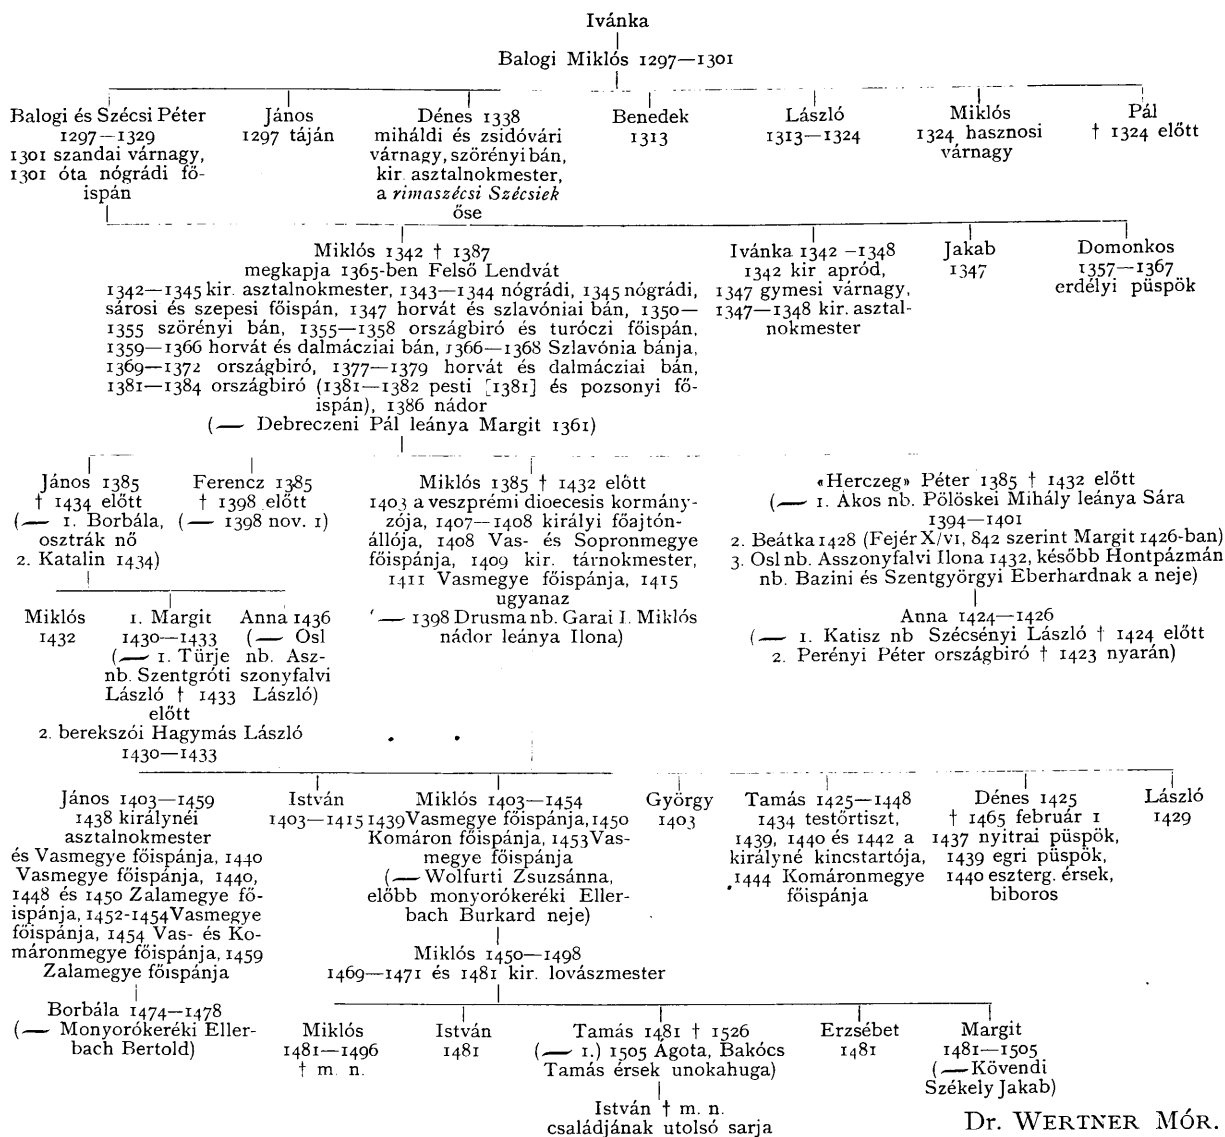 Ivánka
Balogi Miklós 1297—1301
Balogi és Szécsi Péter
1297—1329
1301 szandai várnagy,
1301 óta nógrádi fő-
ispán
János
1297 táján
Dénes 1338
miháldi és zsidóvári
várnagy, szörényi bán,
kir. asztalnokmester,
a rimaszécsi Szécsiek
őse
Benedek
1313
László
1313—1324
Miklós
1324 hasznosi
várnagy
Pál
† 1324 előtt
Miklós 1342 † 1387
megkapja 1365-ben Felső Lendvát
1342—1345 kir. asztalnokmester, 1343—1344 nógrádi, 1345 nógrádi,
sárosi és szepesi főispán, 1347 horvát és szlavóniai bán, 1350—
1355 szörényi bán, 1355—1358 országbiró és turóczi főispán,
1359—1366 horvát és dalmácziai bán, 1366—1368 Szlavónia bánja,
1369—1372 országbiró, 1377—1379 horvát és dalmácziai bán,
1381—1384 országbiró (1381—1382 pesti [1381] és pozsonyi fő-
ispán), 1386 nádor
(— Debreczeni Pál leánya Margit 1361)
Ivánka 1342 –1348
1342 kir apród,
1347 gymesi várnagy,
1347—1348 kir. asztal-
nokmester
Jakab
1347
Domonkos
1357—1367
erdélyi püspök
János 1385
† 1434 előtt
(— 1. Borbála,
osztrák nő
2. Katalin 1434)
Ferencz 1385
† 1398 előtt
(— 1398 nov. 1)
Miklós 1385 † 1432 előtt
1403 a veszprémi dioecesis kormány-
zója, 1407—1408 királyi főajtón-
állója, 1408 Vas- és Sopronmegye
főispánja, 1409 kir. tárnokmester,
1411 Vasmegye főispánja, 1415
ugyanaz
— 1398 Drusma nb. Garai I. Miklós
nádor leánya Ilona)
«Herczeg» Péter 1385 † 1432 előtt
(— 1. Ákos nb. Pölöskei Mihály leánya Sára
1394—1401
2. Beátka 1428 (Fejér X/VI, 842 szerint Margit 1426-ban)
3. Osl nb. Asszonyfalvi Ilona 1432, később Hontpázmán
nb. Bazini és Szentgyörgyi Eberhardnak a neje)
Miklós
1432
1. Margit
1430—1433
(— 1. Türje
nb. Szentgróti
László † 1433
előtt
2. berekszói Hagymás László
1430—1433
Anna 1436
(— Osl
nb. Asz-
szonyfalvi
László)
Anna 1424—1426
(— 1. Katisz nb Szécsényi László † 1424 előtt
2. Perényi Péter országbiró † 1423 nyarán)
János 1403—1459
1438 királynéi
asztalnokmester
és Vasmegye főispánja, 1440
Vasmegye főispánja, 1440,
1448 és 1450 Zalamegye fő-
ispánja, 1452-1454 Vasmegye
főispánja, 1454 Vas- és Ko-
máronmegye főispánja, 1459
Zalamegye főispánja
István
1403—1415
Miklós 1403—1454
1439 Vasmegye főispánja, 1450
Komáron főispánja, 1453 Vas-
megye főispánja
(— Wolfurti Zsuzsánna,
előbb monyorókeréki Eller-
bach Burkard neje)
György
1403
Tamás 1425—1448
1434 testőrtiszt,
1439, 1440 és 1442 a
királyné kincstartója,
1444 Komáronmegye
főispánja
Dénes 1425
† 1465 február 1
1437 nyitrai püspök,
1439 egri püspök,
1440 eszterg. érsek,
biboros
László
1429
Miklós 1450—1498
1469—1471 és 1481 kir. lovászmester
Borbála 1474—1478
(— Monyorókeréki Eller-
bach Bertold)
Miklós
1481—1496
† m. n.
István
1481
Tamás 1481 † 1526
(— 1.) 1505 Ágota, Bakócs
Tamás érsek unokahuga)
Erzsébet
1481
Margit
1481—1505
(— Kövendi
Székely Jakab)
István † m. n.
családjának utolsó sarja
Dr. WERTNER MÓR.